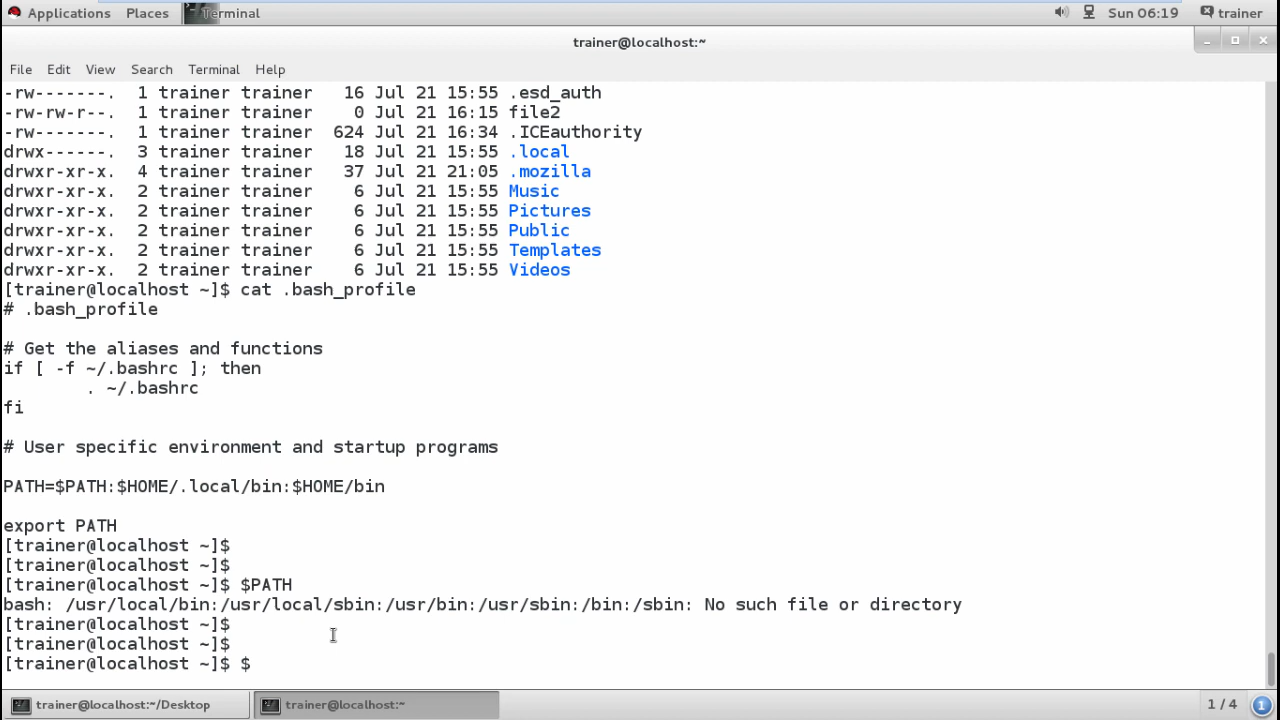 Applications Places Terminal Sun 06:19 trainer
trainer@localhost:~
File Edit View Search Terminal Help
-rw-------. 1 trainer trainer 16 Jul 21 15:55 .esd_auth
-rw-rw-r--. 1 trainer trainer 0 Jul 21 16:15 file2
-rw-------. 1 trainer trainer 624 Jul 21 16:34 .ICEauthority
drwx------. 3 trainer trainer 18 Jul 21 15:55 .local
drwxr-xr-x. 4 trainer trainer 37 Jul 21 21:05 .mozilla
drwxr-xr-x. 2 trainer trainer 6 Jul 21 15:55 Music
drwxr-xr-x. 2 trainer trainer 6 Jul 21 15:55 Pictures
drwxr-xr-x. 2 trainer trainer 6 Jul 21 15:55 Public
drwxr-xr-x. 2 trainer trainer 6 Jul 21 15:55 Templates
drwxr-xr-x. 2 trainer trainer 6 Jul 21 15:55 Videos
[trainer@localhost ~]$ cat .bash_profile
# .bash_profile
# Get the aliases and functions
if [ -f ~/.bashrc ]; then
. ~/.bashrc
fi
# User specific environment and startup programs
PATH=$PATH:$HOME/.local/bin:$HOME/bin
export PATH
[trainer@localhost ~]$
[trainer@localhost ~]$
[trainer@localhost ~]$ $PATH
bash: /usr/local/bin:/usr/local/sbin:/usr/bin:/usr/sbin:/bin:/sbin: No such file or directory
[trainer@localhost ~]$
[trainer@localhost ~]$
[trainer@localhost ~]$ $
trainer@localhost:~/Desktop trainer@localhost:~ 1 / 4 1